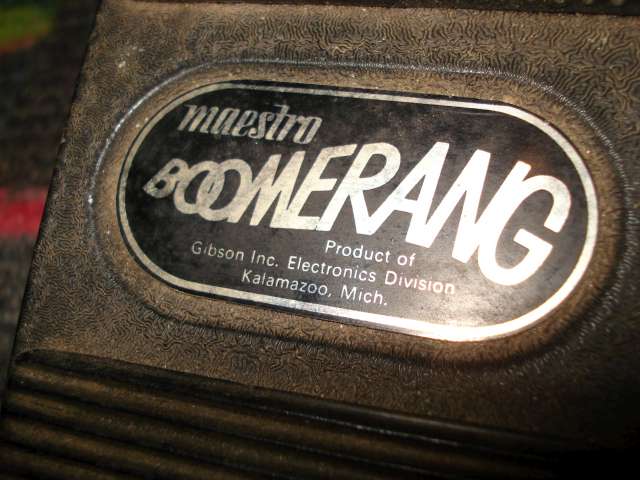 maestro
BOOMERANG
Product of
Gibson Inc. Electronics Division
Kalamazoo, Mich.